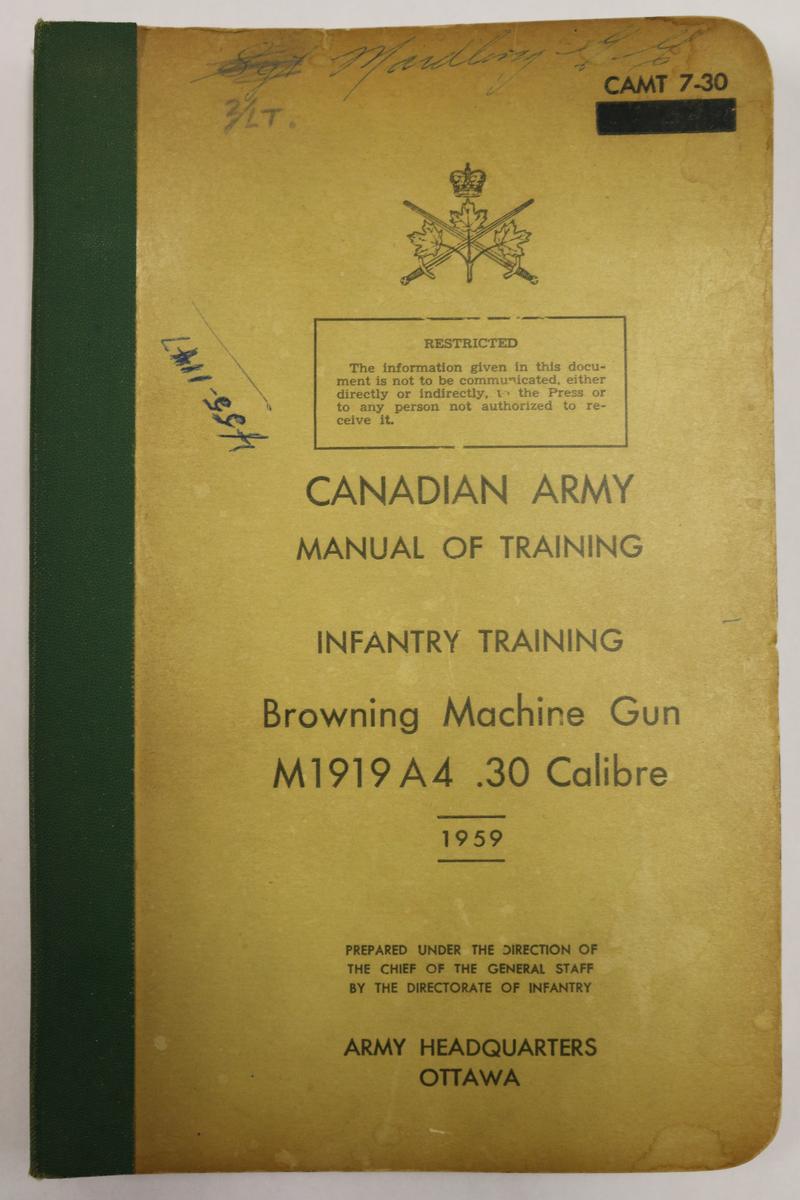 Sgt Mardling
2/LT.
CAMT 7-30
RESTRICTED
The information given in this docu-
ment is not to be communicated, either
directly or indirectly, to the Press or
to any person not authorized to re-
ceive it.
CANADIAN ARMY
MANUAL OF TRAINING
INFANTRY TRAINING
Browning Machine Gun
M1919A4 .30 Calibre
1959
PREPARED UNDER THE DIRECTION OF
THE CHIEF OF THE GENERAL STAFF
BY THE DIRECTORATE OF INFANTRY
ARMY HEADQUARTERS
OTTAWA